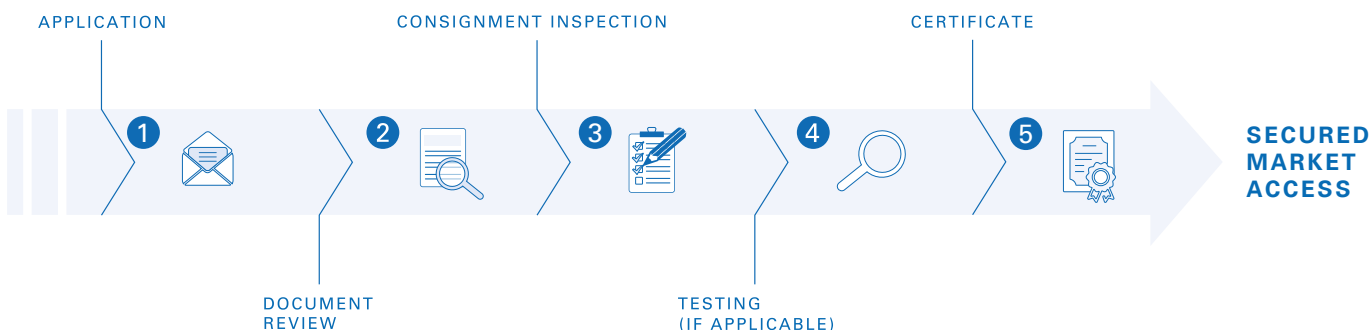 APPLICATION
CONSIGNMENT INSPECTION
CERTIFICATE
1
2
3
4
5
SECURED
MARKET
ACCESS
DOCUMENT
REVIEW
TESTING
(IF APPLICABLE)